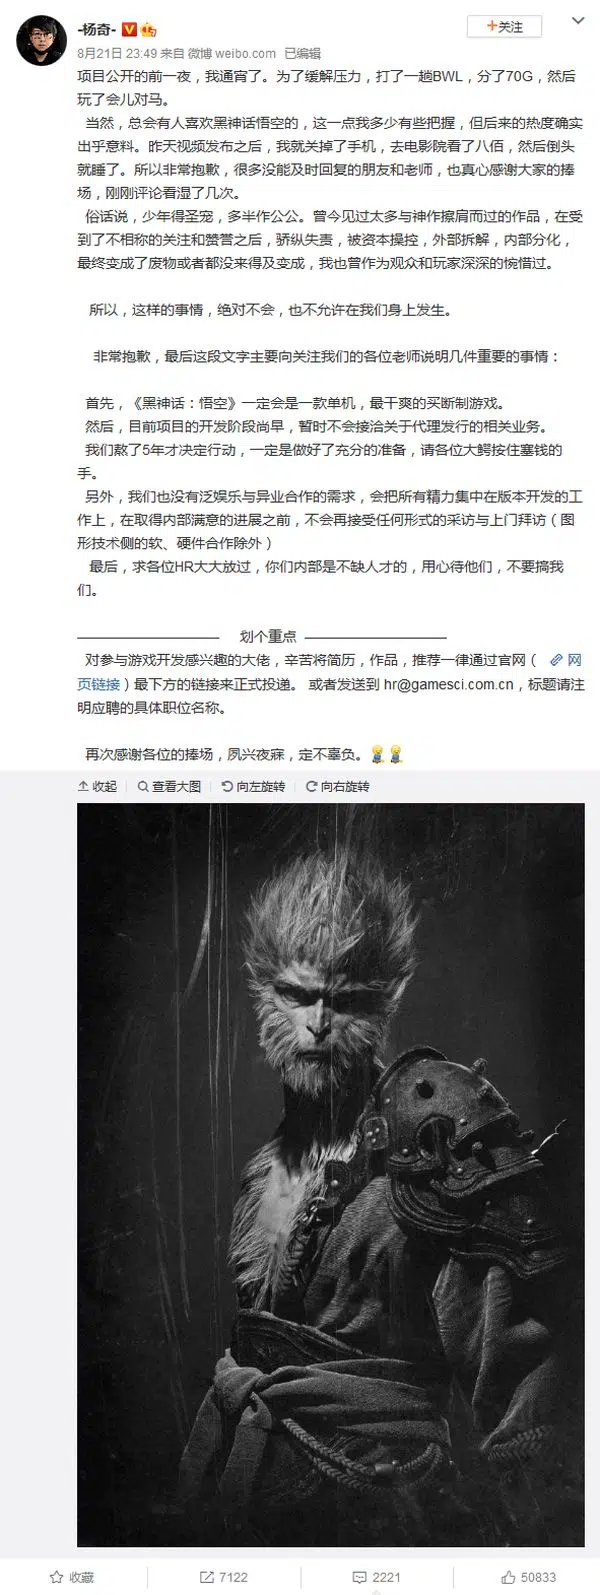 -杨奇-
+关注
8月21日 23:49 来自 微博 weibo.com 已编辑
项目公开的前一夜，我通宵了。为了缓解压力，打了一趟BWL，分了70G，然后
玩了会儿对马。
当然，总会有人喜欢黑神话悟空的，这一点我多少有些把握，但后来的热度确实
出乎意料。昨天视频发布之后，我就关掉了手机，去电影院看了八佰，然后倒头
就睡了。所以非常抱歉，很多没能及时回复的朋友和老师，也真心感谢大家的捧
场，刚刚评论看湿了几次。
俗话说，少年得圣宠，多半作公公。曾今见过太多与神作擦肩而过的作品，在受
到了不相称的关注和赞誉之后，骄纵失责，被资本操控，外部拆解，内部分化，
最终变成了废物或者都没来得及变成，我也曾作为观众和玩家深深的惋惜过。
所以，这样的事情，绝对不会，也不允许在我们身上发生。
非常抱歉，最后这段文字主要向关注我们的各位老师说明几件重要的事情：
首先，《黑神话：悟空》一定会是一款单机，最干爽的买断制游戏。
然后，目前项目的开发阶段尚早，暂时不会接洽关于代理发行的相关业务。
我们熬了5年才决定行动，一定是做好了充分的准备，请各位大鳄按住塞钱的
手。
另外，我们也没有泛娱乐与异业合作的需求，会把所有精力集中在版本开发的工
作上，在取得内部满意的进展之前，不会再接受任何形式的采访与上门拜访（图
形技术侧的软、硬件合作除外）
最后，求各位HR大大放过，你们内部是不缺人才的，用心待他们，不要搞我
们。
——————————— 划个重点 ———————————
对参与游戏开发感兴趣的大佬，辛苦将简历，作品，推荐一律通过官网（ 网
页链接）最下方的链接来正式投递。 或者发送到 hr@gamesci.com.cn，标题请注
明应聘的具体职位名称。
再次感谢各位的捧场，夙兴夜寐，定不辜负。
收起 查看大图 向左旋转 向右旋转
收藏 7122 2221 50833